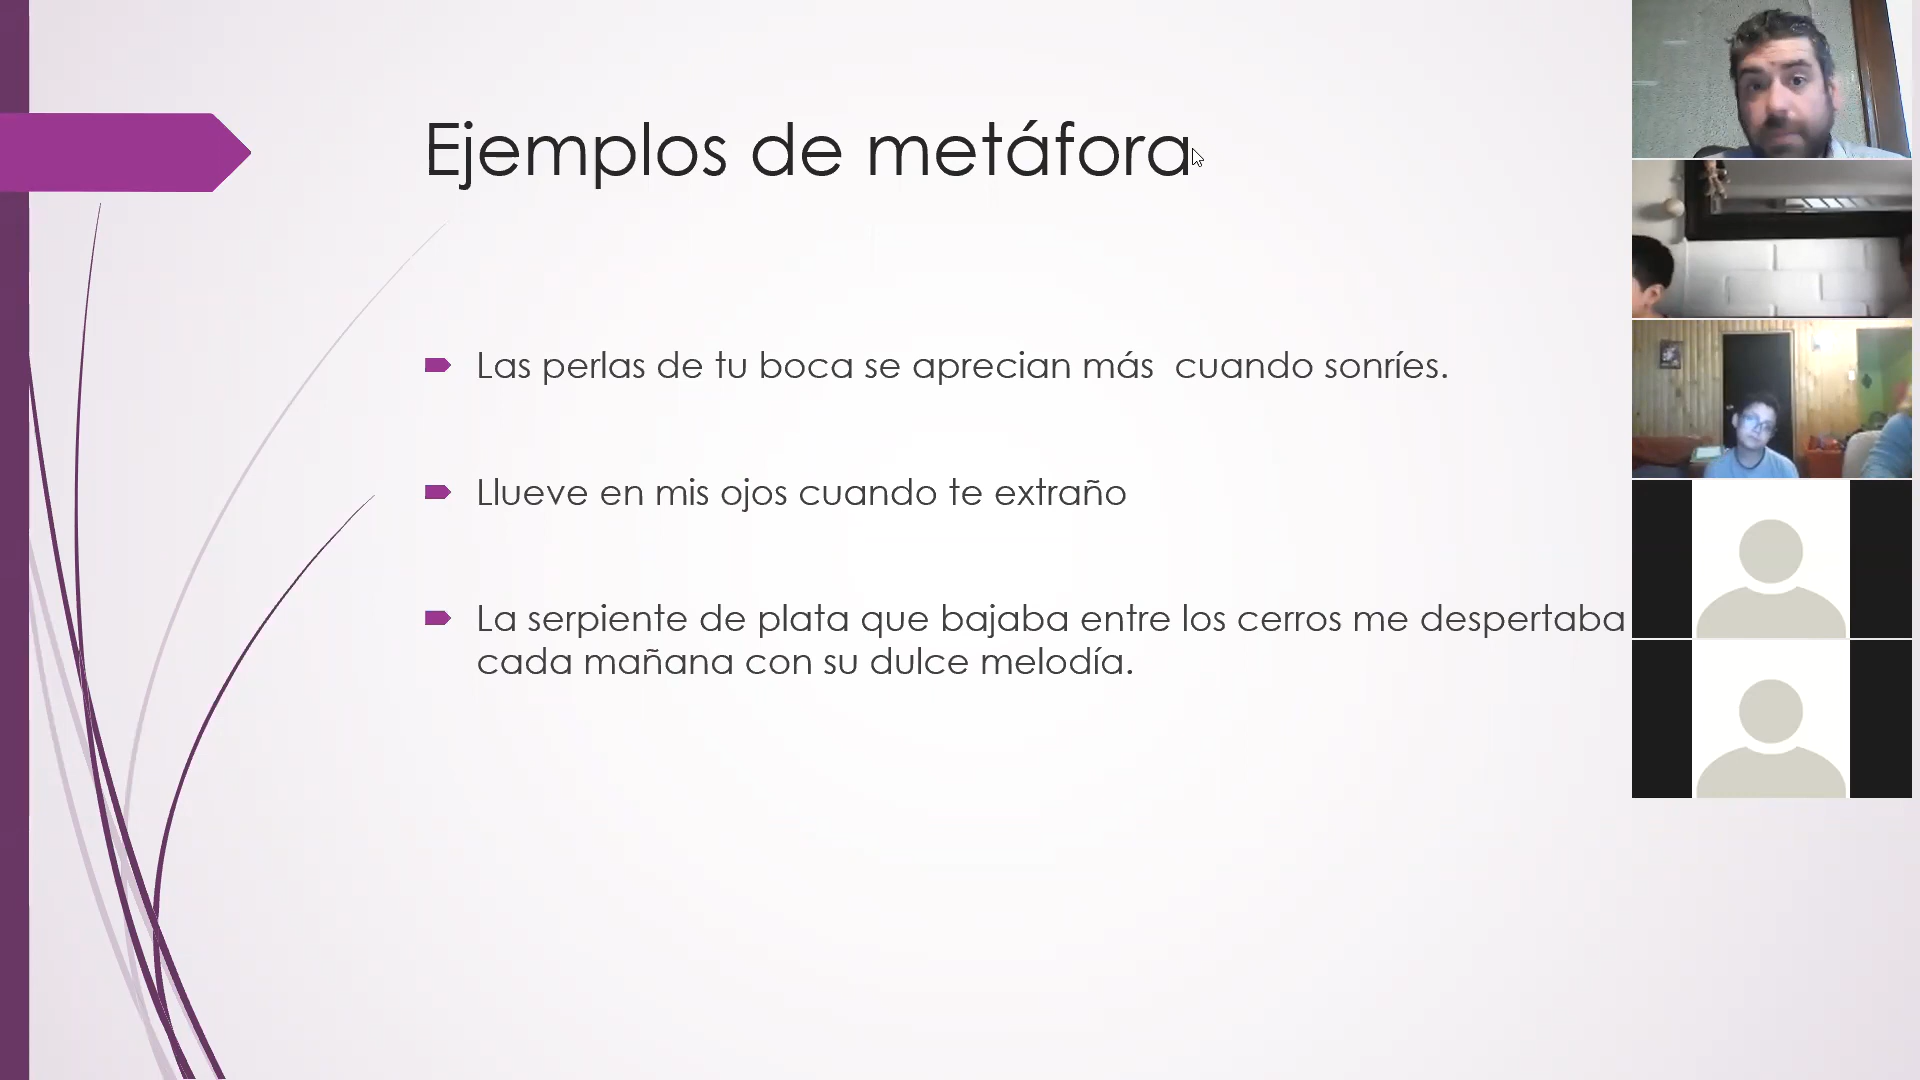 Ejemplos de metáfora
Las perlas de tu boca se aprecian más  cuando sonríes.
Llueve en mis ojos cuando te extraño
La serpiente de plata que bajaba entre los cerros me despertaba
cada mañana con su dulce melodía.